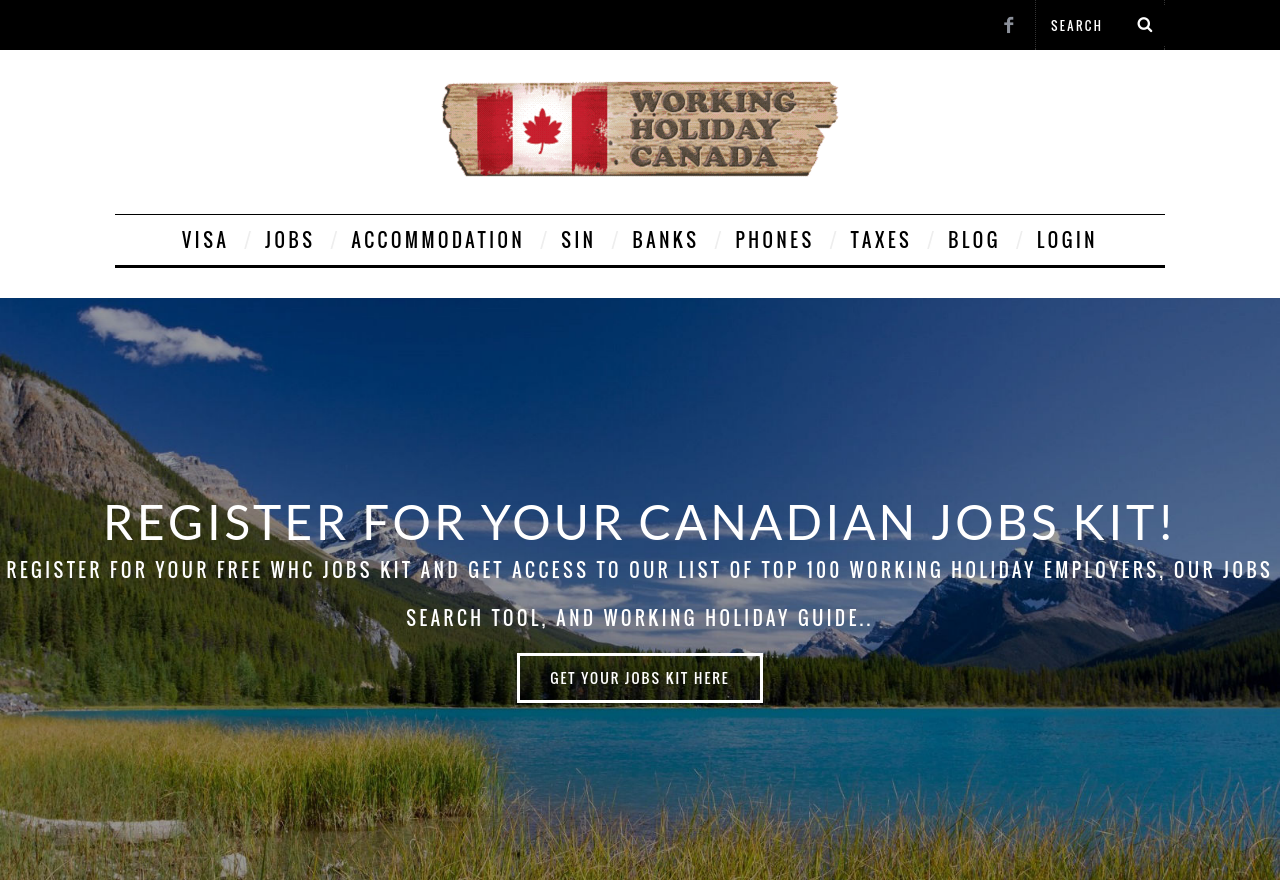 SEARCH
WORKING
HOLIDAY
CANADA
VISA / JOBS / ACCOMMODATION / SIN / BANKS / PHONES / TAXES / BLOG / LOGIN
REGISTER FOR YOUR CANADIAN JOBS KIT!
REGISTER FOR YOUR FREE WHC JOBS KIT AND GET ACCESS TO OUR LIST OF TOP 100 WORKING HOLIDAY EMPLOYERS, OUR JOBS
SEARCH TOOL, AND WORKING HOLIDAY GUIDE..
GET YOUR JOBS KIT HERE